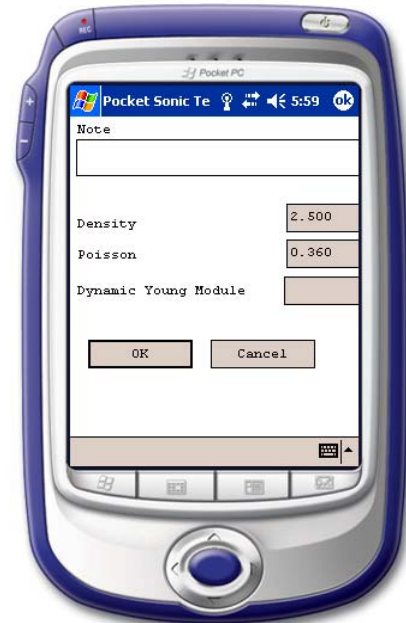 REC
Pocket PC
Pocket Sonic Te 5:59 ok
Note
Density 2.500
Poisson 0.360
Dynamic Young Module
OK Cancel